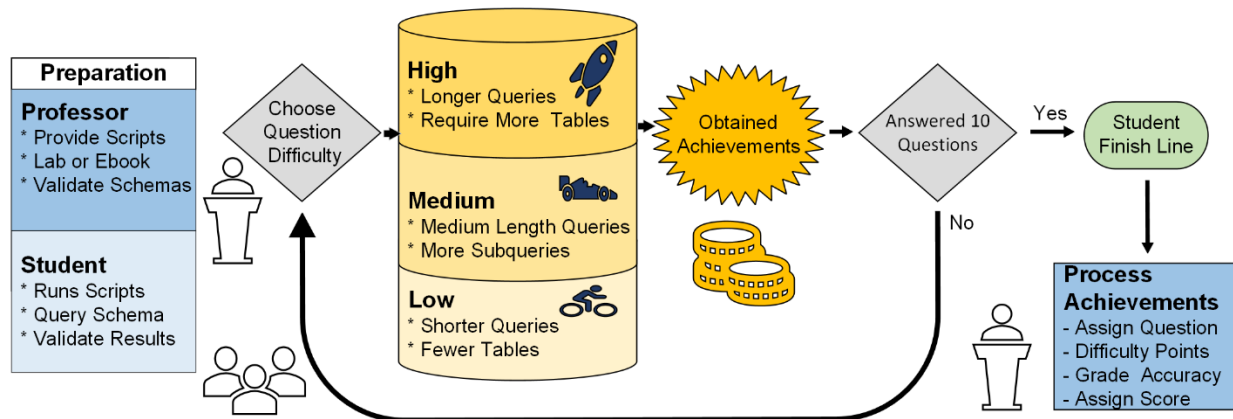 Preparation
Professor
* Provide Scripts
* Lab or Ebook
* Validate Schemas
Student
* Runs Scripts
* Query Schema
* Validate Results
Choose
Question
Difficulty
High
* Longer Queries
* Require More Tables
Medium
* Medium Length Queries
* More Subqueries
Low
* Shorter Queries
* Fewer Tables
Obtained
Achievements
Answered 10
Questions
Yes
No
Student
Finish Line
Process
Achievements
- Assign Question
- Difficulty Points
- Grade Accuracy
- Assign Score